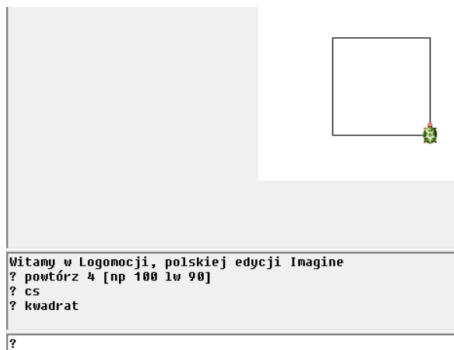 Witamy w Logomocji, polskiej edycji Imagine
? powtórz 4 [np 100 lw 90]
? cs
? kwadrat
?